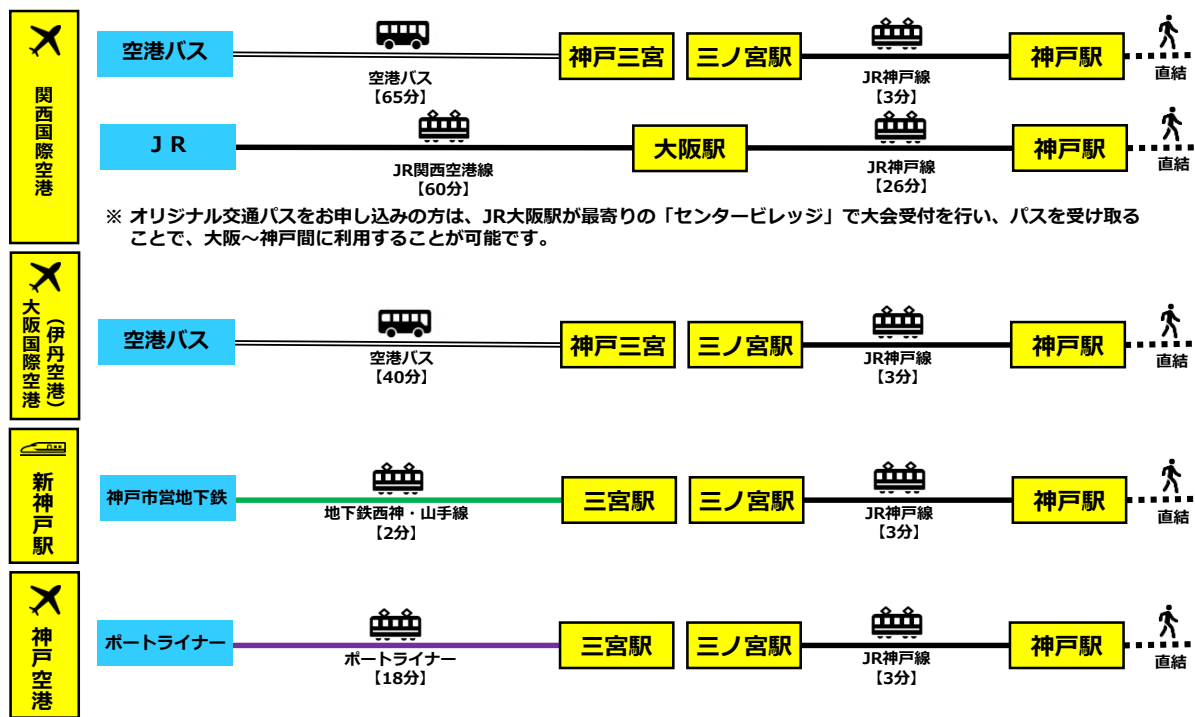 関西国際空港
空港バス
空港バス
【65分】
神戸三宮
三ノ宮駅
JR神戸線
【3分】
神戸駅
直結
ＪＲ
JR関西空港線
【60分】
大阪駅
JR神戸線
【26分】
神戸駅
直結
※ オリジナル交通パスをお申し込みの方は、JR大阪駅が最寄りの「センタービレッジ」で大会受付を行い、パスを受け取る
ことで、大阪～神戸間に利用することが可能です。
大阪国際空港
（伊丹空港）
空港バス
空港バス
【40分】
神戸三宮
三ノ宮駅
JR神戸線
【3分】
神戸駅
直結
新神戸駅
神戸市営地下鉄
地下鉄西神・山手線
【2分】
三宮駅
三ノ宮駅
JR神戸線
【3分】
神戸駅
直結
神戸空港
ポートライナー
ポートライナー
【18分】
三宮駅
三ノ宮駅
JR神戸線
【3分】
神戸駅
直結